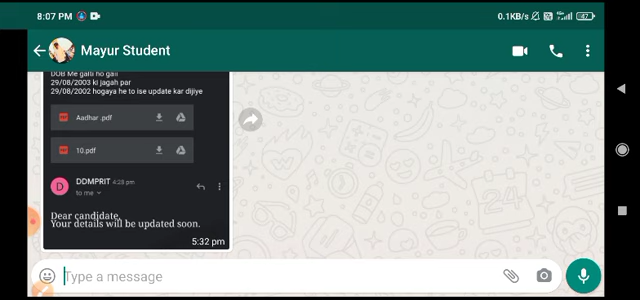 8:07 PM 0.1KB/s 47
Mayur Student
DOB Me galti ho gaii
29/08/2003 ki jagah par
29/08/2002 hogaya he to ise update kar dijiye
Aadhar .pdf
10.pdf
D DDMPRIT 4:28 pm
to me
Dear candidate,
Your details will be updated soon.
5:32 pm
Type a message